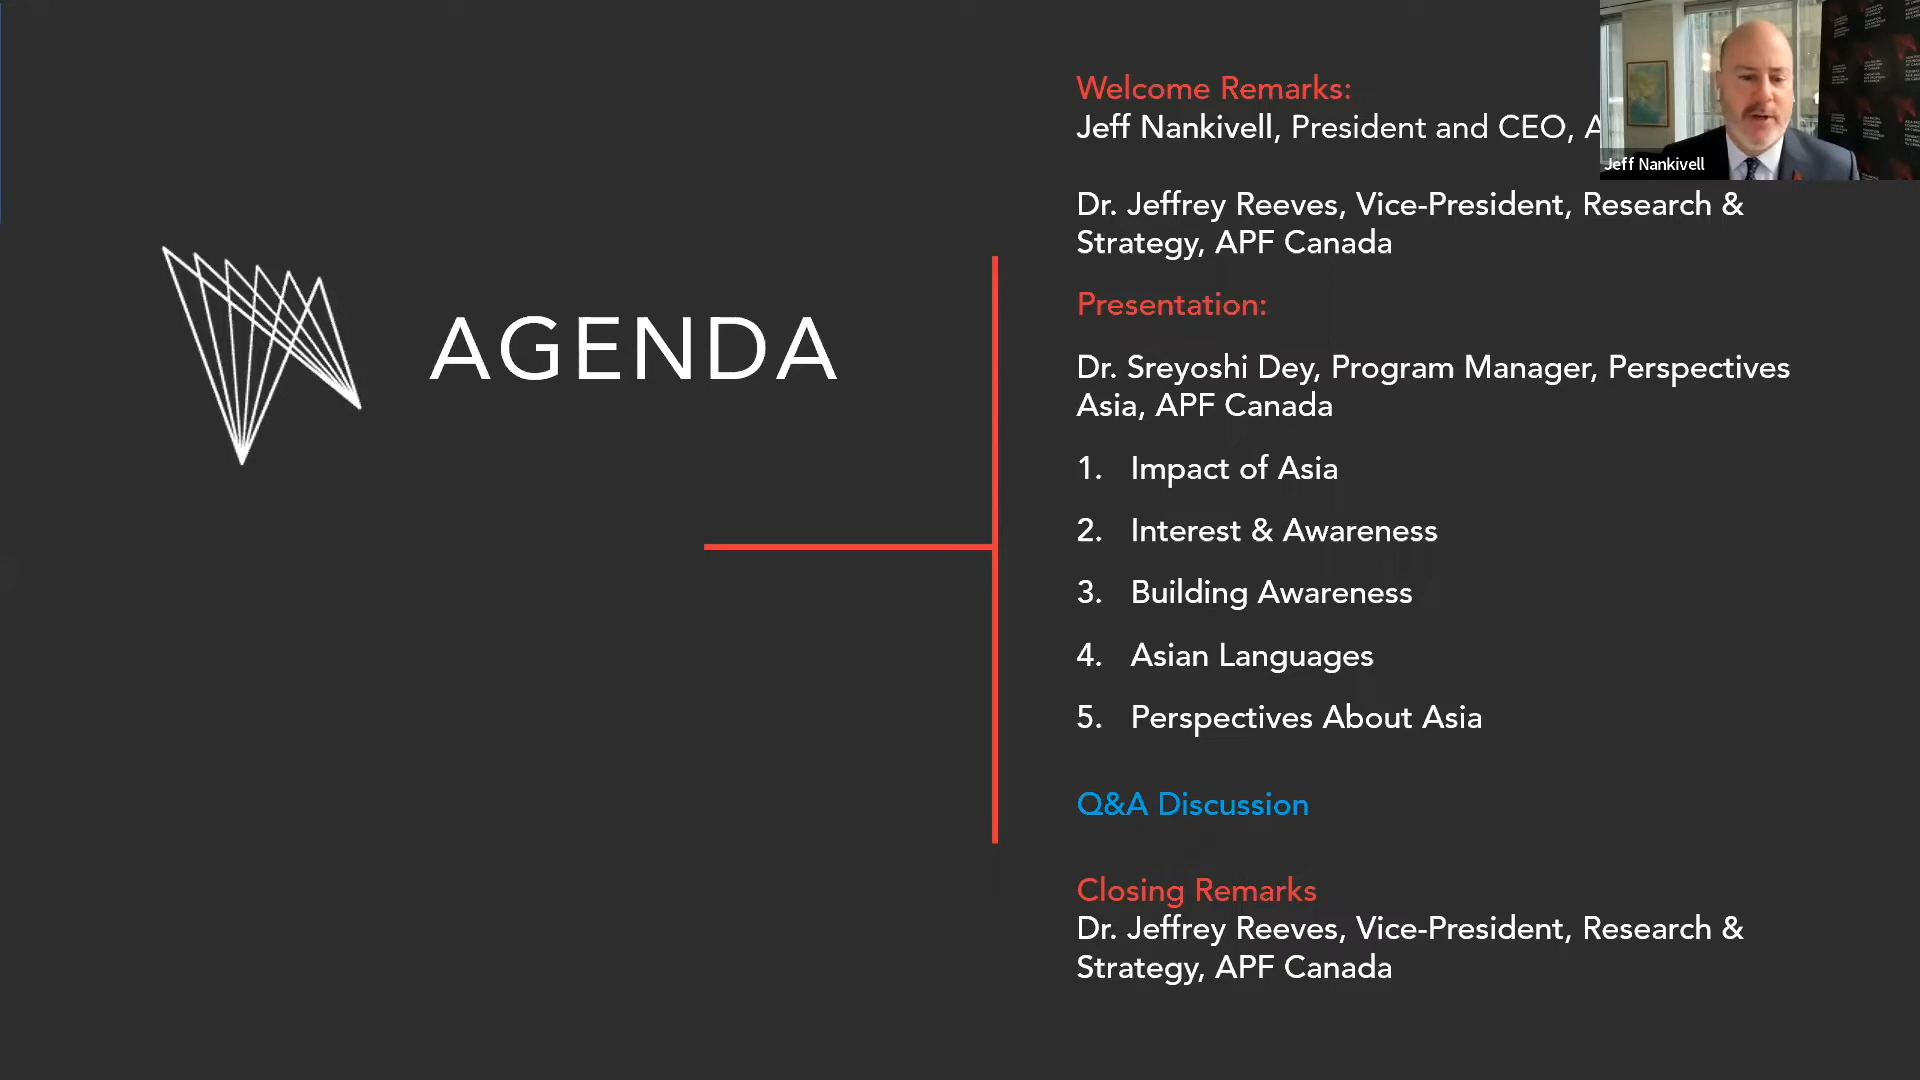 AGENDA
Welcome Remarks:
Jeff Nankivell, President and CEO, A
Jeff Nankivell
Dr. Jeffrey Reeves, Vice-President, Research &
Strategy, APF Canada
Presentation:
Dr. Sreyoshi Dey, Program Manager, Perspectives
Asia, APF Canada
1. Impact of Asia
2. Interest & Awareness
3. Building Awareness
4. Asian Languages
5. Perspectives About Asia
Q&A Discussion
Closing Remarks
Dr. Jeffrey Reeves, Vice-President, Research &
Strategy, APF Canada